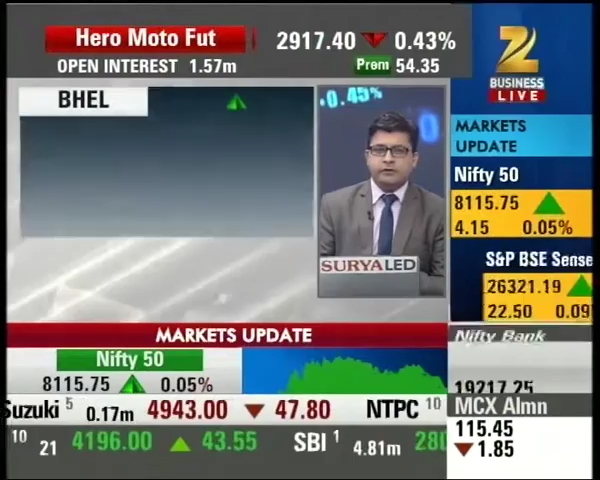 Hero Moto Fut
2917.40 0.43%
OPEN INTEREST 1.57m
Prem 54.35
Z
BUSINESS
LIVE
BHEL
0.45%
MARKETS
UPDATE
Nifty 50
8115.75
4.15 0.05%
SURYA LED
S&P BSE Sense
26321.19
22.50 0.09
MARKETS UPDATE
Nifty 50
8115.75 0.05%
Nifty Bank
19217.25
MCX Almn
115.45
1.85
Suzuki 5 0.17m 4943.00 47.80 NTPC 10
10 21 4196.00 43.55 SBI 1 4.81m 280